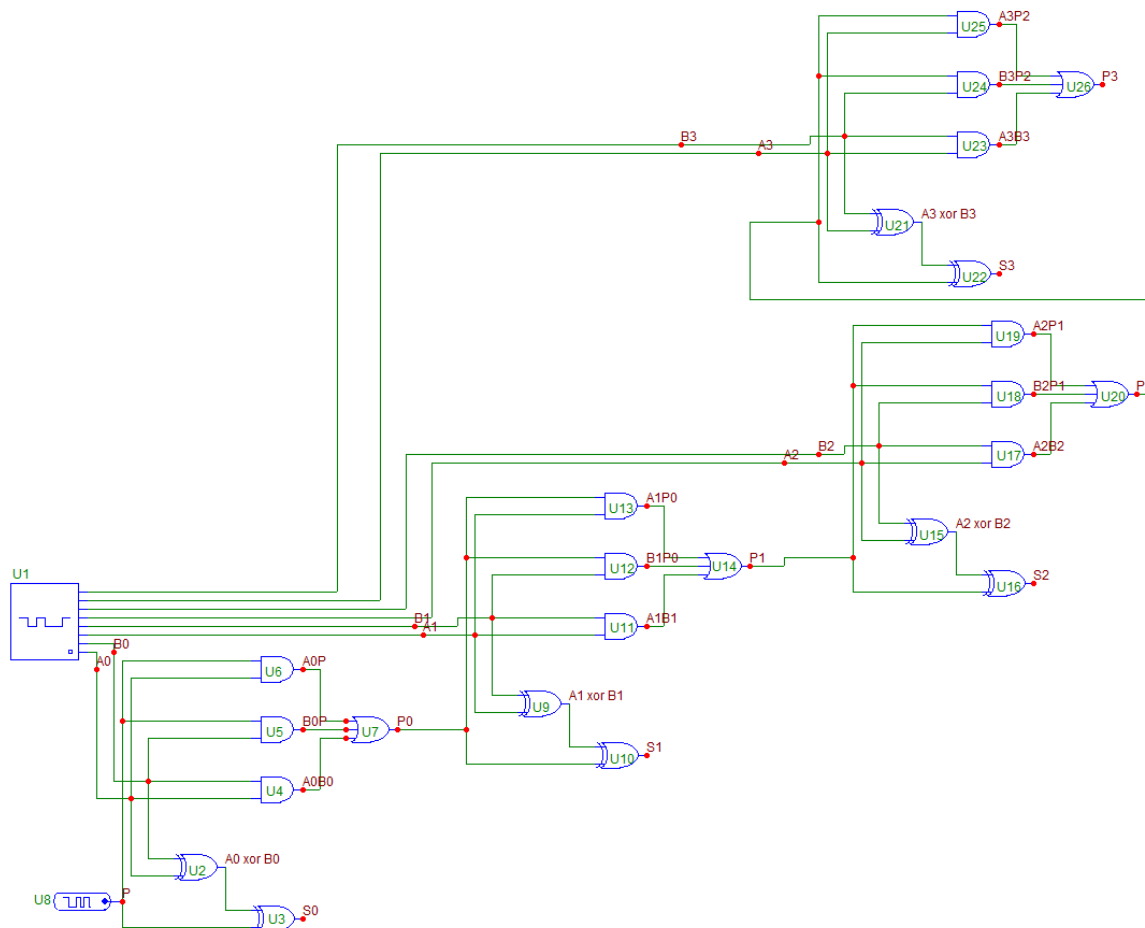 A3P2
U25
B3P2
P3
U24
U26
B3
A3B3
A3
U23
A3 xor B3
U21
S3
U22
A2P1
U19
B2P1
P
U18
U20
B2
A2B2
A2
U17
A1P0
U13
A2 xor B2
U15
B1P0
P1
U12
U14
U1
S2
U16
B1
A1B1
A1
U11
B0
A0
A0P
U6
A1 xor B1
U9
B0P
P0
U5
U7
S1
U10
A0B0
U4
A0 xor B0
U2
P
U8
S0
U3